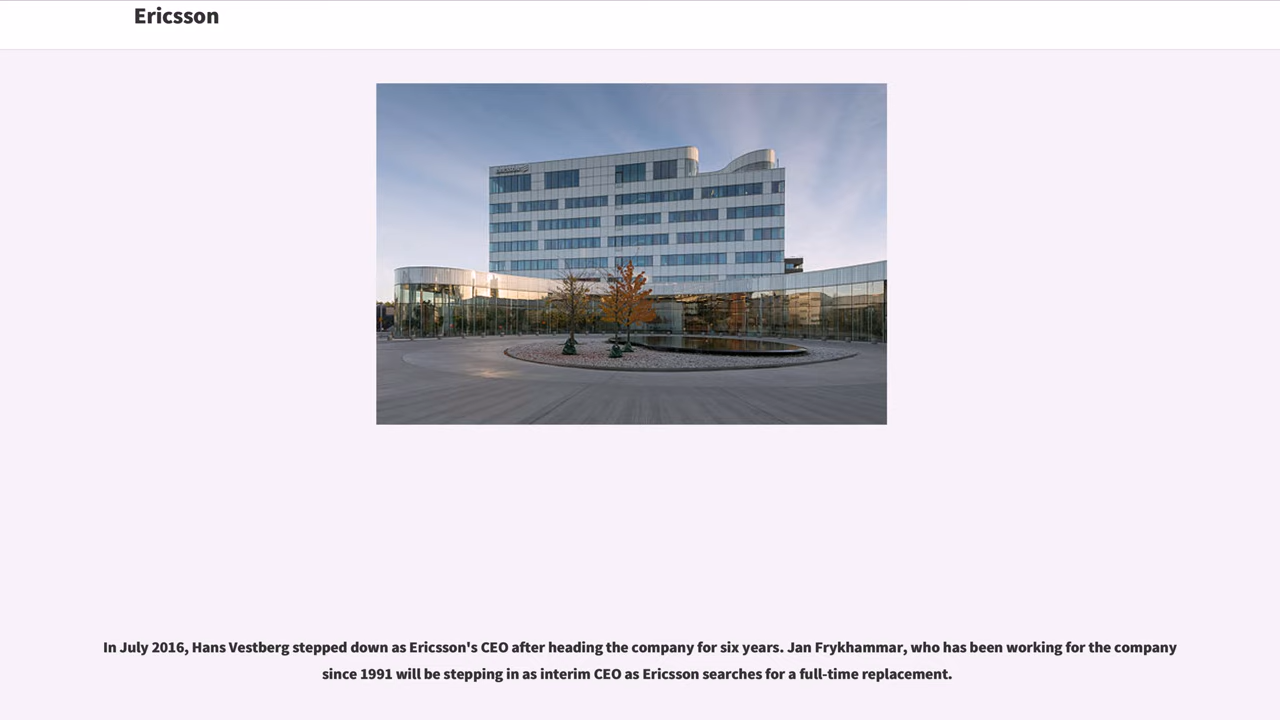 Ericsson
In July 2016, Hans Vestberg stepped down as Ericsson's CEO after heading the company for six years. Jan Frykhammar, who has been working for the company
since 1991 will be stepping in as interim CEO as Ericsson searches for a full-time replacement.